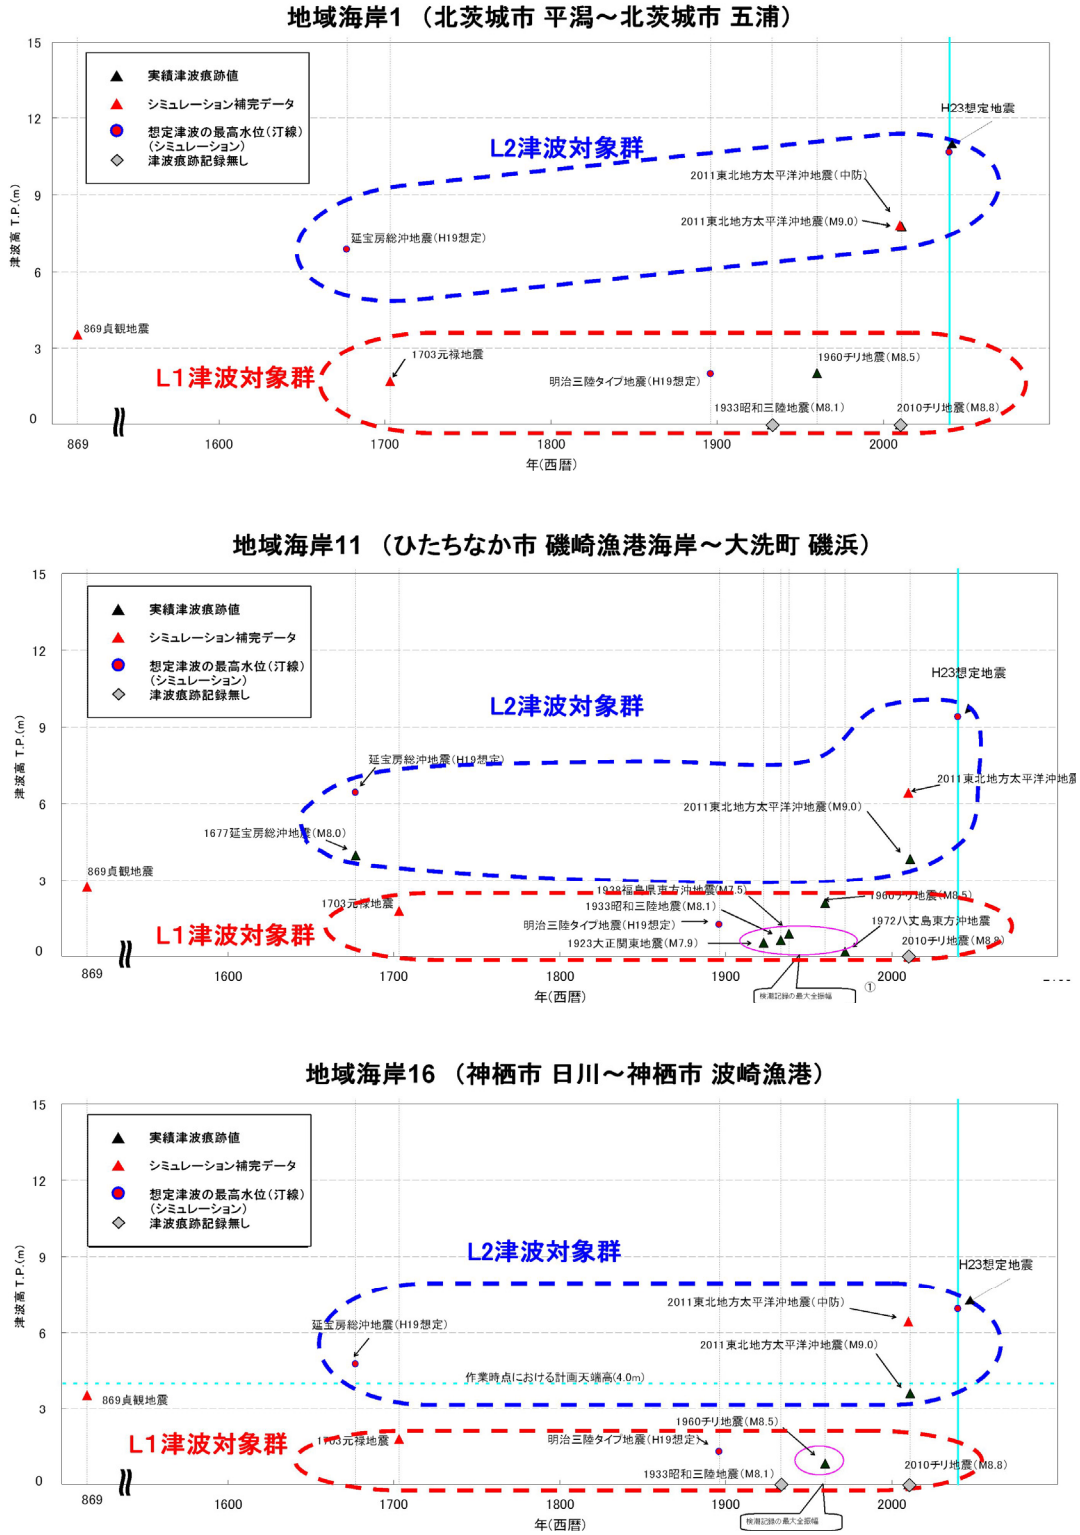 地域海岸1 （北茨城市 平潟～北茨城市 五浦）
15
12
9
6
3
0
津波高 T.P.(m)
実績津波痕跡値
シミュレーション補完データ
想定津波の最高水位（汀線）
（シミュレーション）
津波痕跡記録無し
H23想定地震
L2津波対象群
2011東北地方太平洋沖地震（中防）
2011東北地方太平洋沖地震（M9.0）
延宝房総沖地震（H19想定）
869貞観地震
1703元禄地震
1960チリ地震（M8.5）
L1津波対象群
明治三陸タイプ地震（H19想定）
1933昭和三陸地震（M8.1）
2010チリ地震（M8.8）
869
1600
1700
1800
1900
2000
年（西暦）
地域海岸11 （ひたちなか市 磯崎漁港海岸～大洗町 磯浜）
15
12
9
6
3
0
津波高 T.P.(m)
実績津波痕跡値
シミュレーション補完データ
想定津波の最高水位（汀線）
（シミュレーション）
津波痕跡記録無し
H23想定地震
L2津波対象群
延宝房総沖地震（H19想定）
2011東北地方太平洋沖地震
2011東北地方太平洋沖地震（M9.0）
1677延宝房総沖地震（M8.0）
869貞観地震
1938福島県東方沖地震（M7.5）
1960チリ地震（M8.5）
1703元禄地震
1933昭和三陸地震（M8.1）
L1津波対象群
明治三陸タイプ地震（H19想定）
1972八丈島東方沖地震
1923大正関東地震（M7.9）
2010チリ地震（M8.8）
869
1600
1700
1800
1900
2000
年（西暦）
検潮記録の最大全振幅
①
地域海岸16 （神栖市 日川～神栖市 波崎漁港）
15
12
9
6
3
0
津波高 T.P.(m)
実績津波痕跡値
シミュレーション補完データ
想定津波の最高水位（汀線）
（シミュレーション）
津波痕跡記録無し
L2津波対象群
H23想定地震
2011東北地方太平洋沖地震（中防）
延宝房総沖地震（H19想定）
2011東北地方太平洋沖地震（M9.0）
作業時点における計画天端高(4.0m)
869貞観地震
1960チリ地震（M8.5）
L1津波対象群
1703元禄地震
明治三陸タイプ地震（H19想定）
1933昭和三陸地震（M8.1）
2010チリ地震（M8.8）
869
1600
1700
1800
1900
2000
年（西暦）
検潮記録の最大全振幅